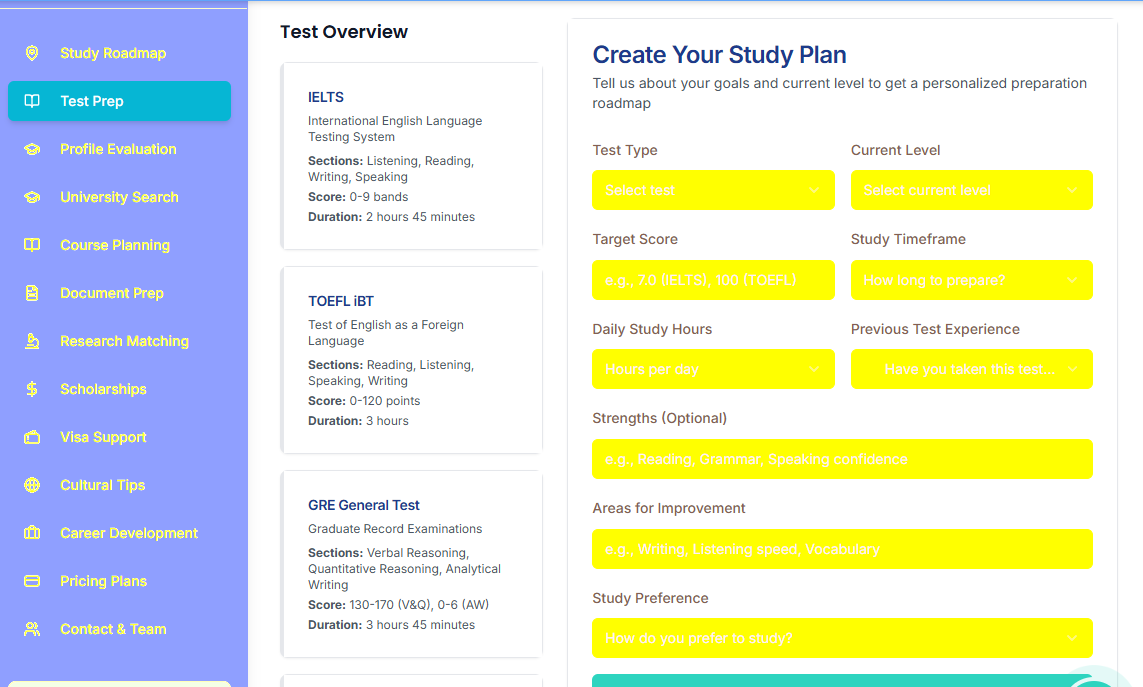 Study Roadmap
Test Prep
Profile Evaluation
University Search
Course Planning
Document Prep
Research Matching
Scholarships
Visa Support
Cultural Tips
Career Development
Pricing Plans
Contact & Team
Test Overview
IELTS
International English Language
Testing System
Sections: Listening, Reading,
Writing, Speaking
Score: 0-9 bands
Duration: 2 hours 45 minutes
TOEFL iBT
Test of English as a Foreign
Language
Sections: Reading, Listening,
Speaking, Writing
Score: 0-120 points
Duration: 3 hours
GRE General Test
Graduate Record Examinations
Sections: Verbal Reasoning,
Quantitative Reasoning, Analytical
Writing
Score: 130-170 (V&Q), 0-6 (AW)
Duration: 3 hours 45 minutes
Create Your Study Plan
Tell us about your goals and current level to get a personalized preparation
roadmap
Test Type
Select test
Current Level
Select current level
Target Score
e.g., 7.0 (IELTS), 100 (TOEFL)
Study Timeframe
How long to prepare?
Daily Study Hours
Hours per day
Previous Test Experience
Have you taken this test...
Strengths (Optional)
e.g., Reading, Grammar, Speaking confidence
Areas for Improvement
e.g., Writing, Listening speed, Vocabulary
Study Preference
How do you prefer to study?